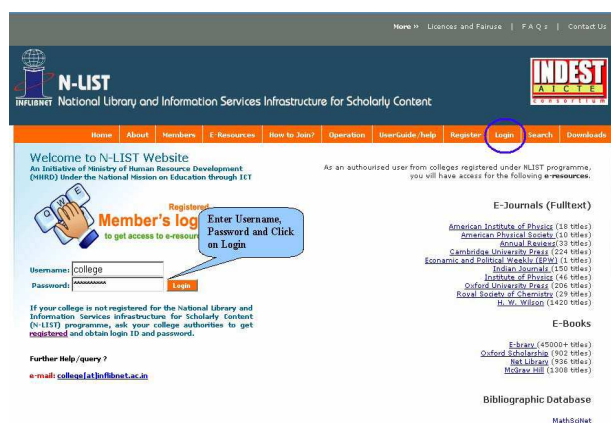 More » Licences and Fairuse | F A Q s | Contact Us
INFLIBNET
N-LIST
National Library and Information Services Infrastructure for Scholarly Content
INDEST
AICTE
consortium
Home About Members E-Resources How to Join? Operation UserGuide/help Register Login Search Downloads
Welcome to N-LIST Website
An Initiative of Ministry of Human Resource Development
(MHRD) Under the National Mission on Education through ICT
Q W E
Registered
Member's log
to get access to e-resour
Enter Username,
Password and Click
on Login
Username: college
Password: ********** Login
If your college is not registered for the National Library and
Information Services infrastructure for Scholarly Content
(N-LIST) programme, ask your college authorities to get
registered and obtain login ID and password.
Further Help/query ?
e-mail: college[at]inflibnet.ac.in
As an authourised user from colleges registered under NLIST programme,
you will have access for the following e-resources.
E-Journals (Fulltext)
American Institute of Physics (18 titles)
American Physical Society (10 titles)
Annual Reviews(33 titles)
Cambridge University Press (224 titles)
Economic and Political Weekly (EPW) (1 titles)
Indian Journals (150 titles)
Institute of Physics (46 titles)
Oxford University Press (206 titles)
Royal Society of Chemistry (29 titles)
H. W. Wilson (1420 titles)
E-Books
E-brary (45000+ titles)
Oxford Scholarship (902 titles)
Net Library (936 titles)
McGraw Hill (1308 titles)
Bibliographic Database
MathSciNet